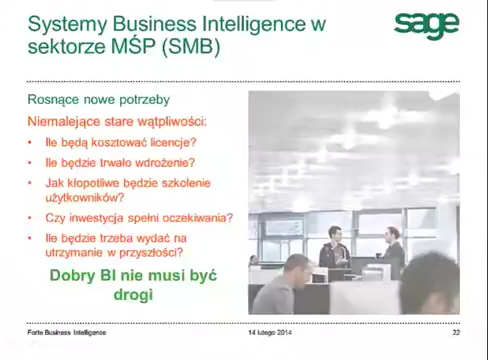 Systemy Business Intelligence w
sektorze MŚP (SMB)
sage
Rosnące nowe potrzeby
Niemalejące stare wątpliwości:
• Ile będą kosztować licencje?
• Ile będzie trwało wdrożenie?
• Jak kłopotliwe będzie szkolenie
użytkowników?
• Czy inwestycja spełni oczekiwania?
• Ile będzie trzeba wydać na
utrzymanie w przyszłości?
Dobry BI nie musi być
drogi
Forte Business Intelligence
14 lutego 2014
22